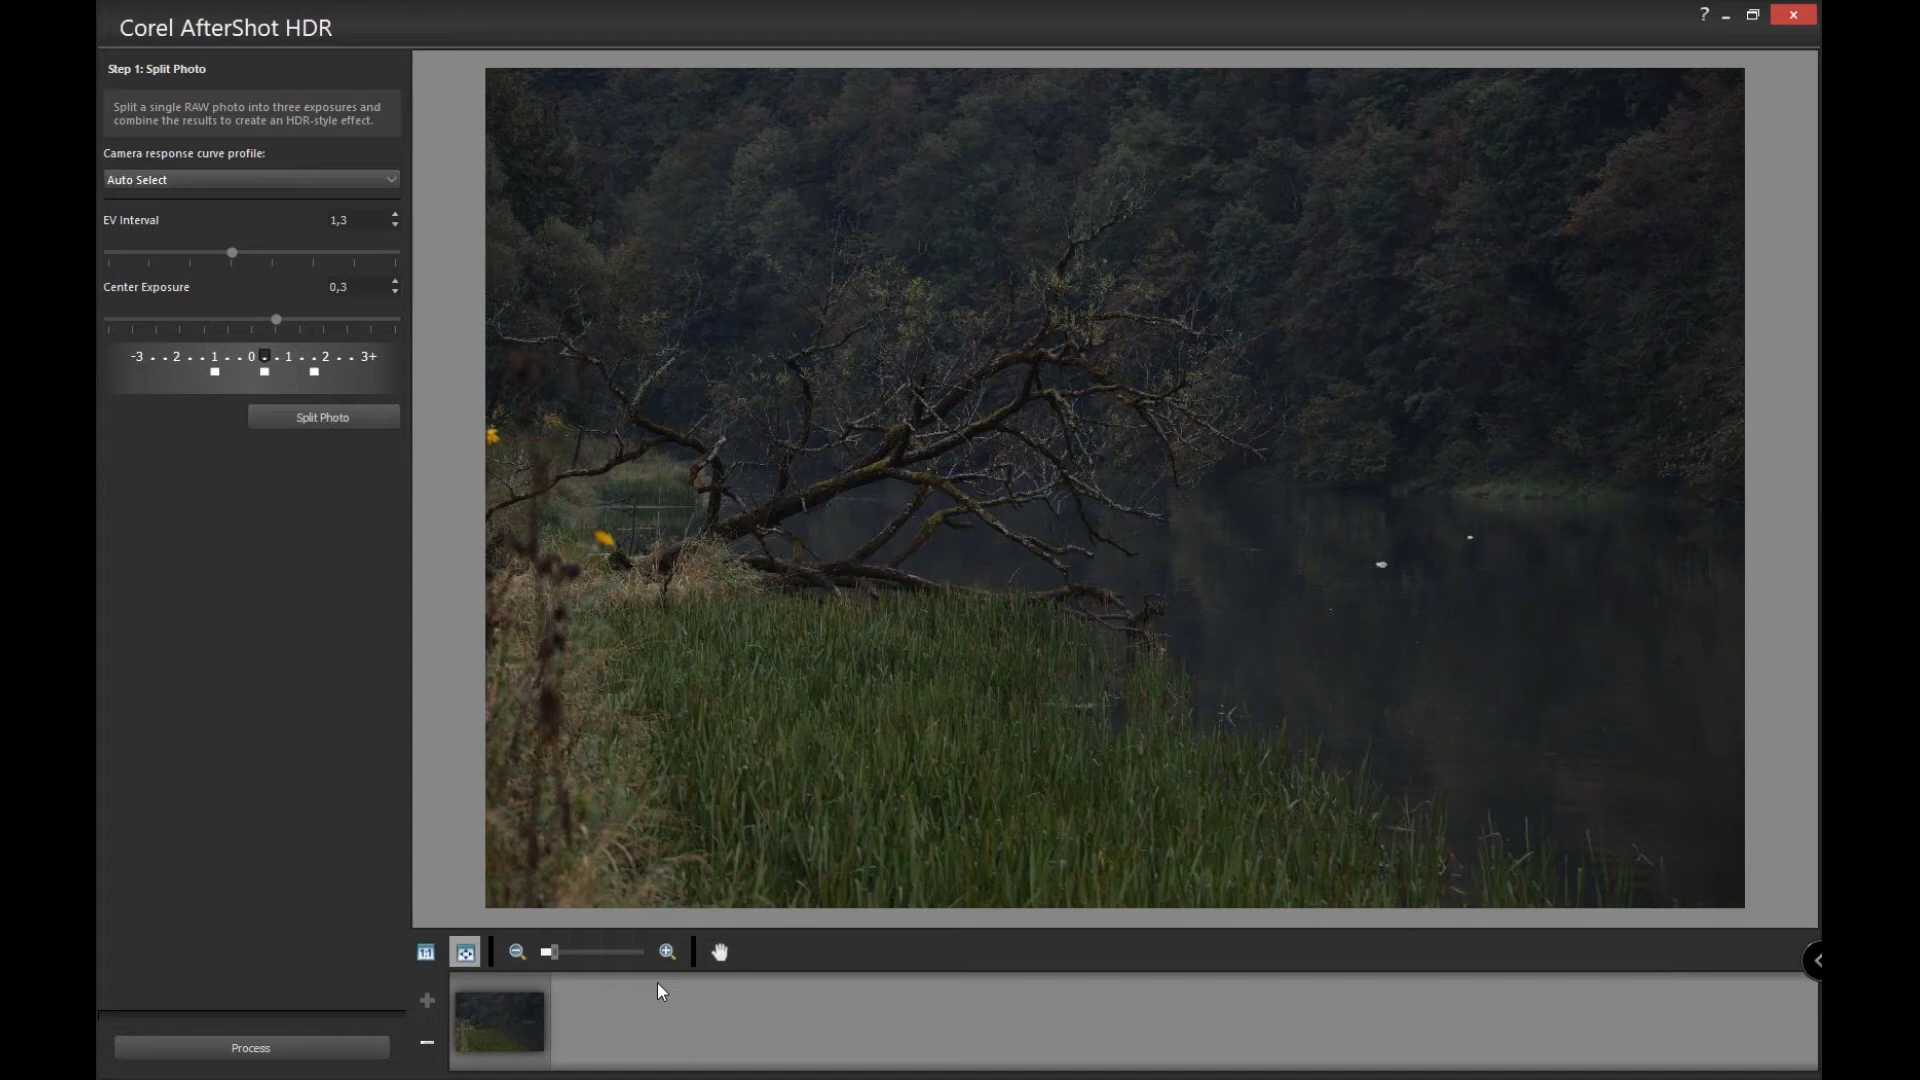 Corel AfterShot HDR
?
Step 1: Split Photo
Split a single RAW photo into three exposures and
combine the results to create an HDR-style effect.
Camera response curve profile:
Auto Select
EV Interval 1,3
Center Exposure 0,3
-3 . . 2 . . 1 . . 0 . . 1 . . 2 . . 3+
Split Photo
1:1
Process